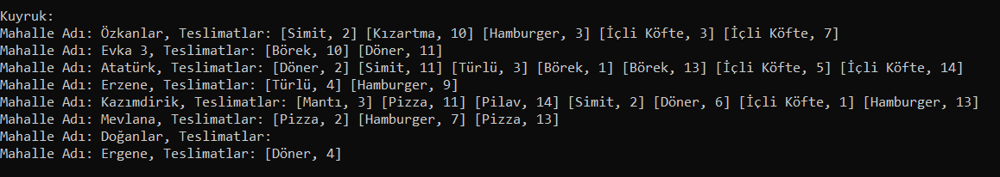 Kuyruk:
Mahalle Adı: Özkanlar, Teslimatlar: [Simit, 2] [Kızartma, 10] [Hamburger, 3] [İçli Köfte, 3] [İçli Köfte, 7]
Mahalle Adı: Evka 3, Teslimatlar: [Börek, 10] [Döner, 11]
Mahalle Adı: Atatürk, Teslimatlar: [Döner, 2] [Simit, 11] [Türlü, 3] [Börek, 1] [Börek, 13] [İçli Köfte, 5] [İçli Köfte, 14]
Mahalle Adı: Erzene, Teslimatlar: [Türlü, 4] [Hamburger, 9]
Mahalle Adı: Kazımdirik, Teslimatlar: [Mantı, 3] [Pizza, 11] [Pilav, 14] [Simit, 2] [Döner, 6] [İçli Köfte, 1] [Hamburger, 13]
Mahalle Adı: Mevlana, Teslimatlar: [Pizza, 2] [Hamburger, 7] [Pizza, 13]
Mahalle Adı: Doğanlar, Teslimatlar:
Mahalle Adı: Ergene, Teslimatlar: [Döner, 4]